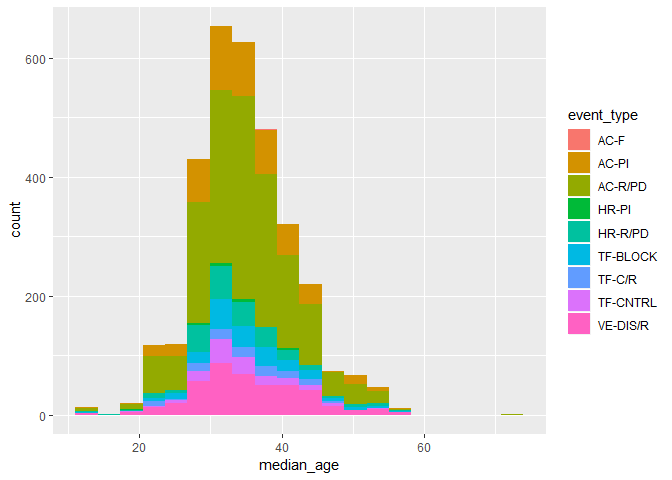 600
400
200
0
count
20
40
60
median_age
event_type
AC-F
AC-PI
AC-R/PD
HR-PI
HR-R/PD
TF-BLOCK
TF-C/R
TF-CNTRL
VE-DIS/R